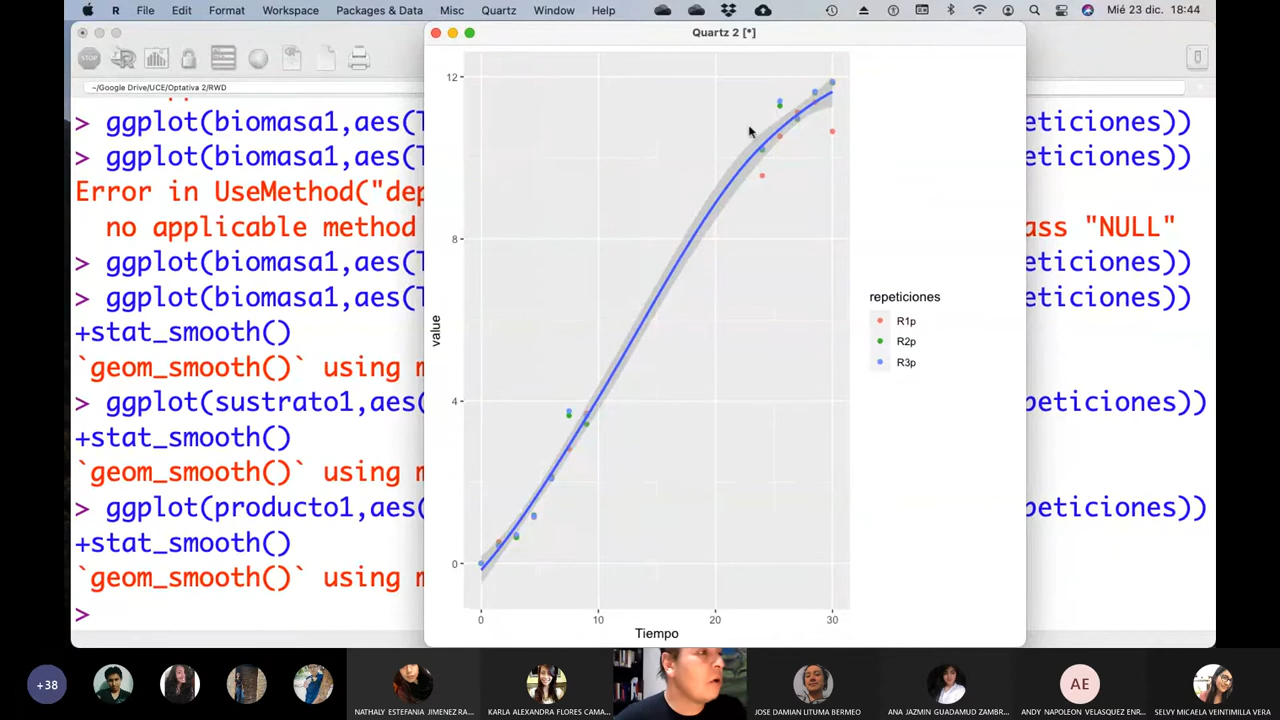 R File Edit Format Workspace Packages & Data Misc Quartz Window Help Mié 23 dic. 18:44
Quartz 2 [*]
~/Google Drive/UCE/Optativa 2/RWD
> ggplot(biomasa1,aes(T eticiones))
> ggplot(biomasa1,aes(T eticiones))
Error in UseMethod("dep
no applicable method ass "NULL"
> ggplot(biomasa1,aes(T eticiones))
> ggplot(biomasa1,aes(T eticiones))
+stat_smooth()
`geom_smooth()` using m
> ggplot(sustrato1,aes( peticiones))
+stat_smooth()
`geom_smooth()` using m
> ggplot(producto1,aes( peticiones))
+stat_smooth()
`geom_smooth()` using m
>
12
8
4
0
value
0 10 20 30
Tiempo
repeticiones
R1p
R2p
R3p
+38
AE
NATHALY ESTEFANIA JIMENEZ RA...
KARLA ALEXANDRA FLORES CAMA...
JOSE DAMIAN LITUMA BERMEO
ANA JAZMIN GUADAMUD ZAMBR...
ANDY NAPOLEON VELASQUEZ ENR...
SELVY MICAELA VEINTIMILLA VERA